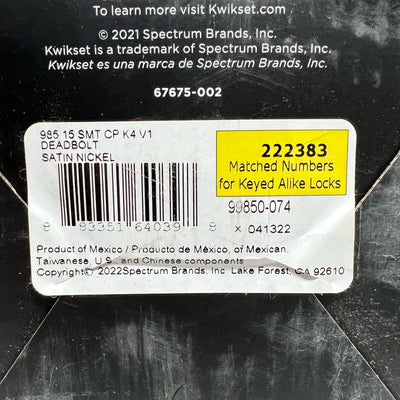 To learn more visit Kwikset.com.
© 2021 Spectrum Brands, Inc.
Kwikset is a trademark of Spectrum Brands, Inc.
Kwikset es una marca de Spectrum Brands, Inc.
67675-002
985 15 SMT CP K4 V1
DEADBOLT
SATIN NICKEL
222383
Matched Numbers
for Keyed Alike Locks
99850-074
8 83351 64039 8 x 041322
Product of Mexico / Producto de México, or Mexican,
Taiwanese, U.S., and Chinese components
Copyright© 2022Spectrum Brands, Inc. Lake Forest, CA 92610